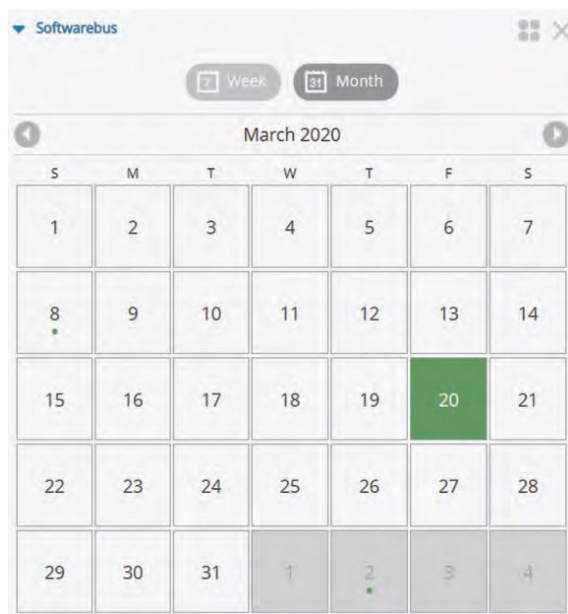 Softwarebus
7 Week 31 Month
March 2020
S M T W T F S
1 2 3 4 5 6 7
8 9 10 11 12 13 14
15 16 17 18 19 20 21
22 23 24 25 26 27 28
29 30 31 1 2 3 4